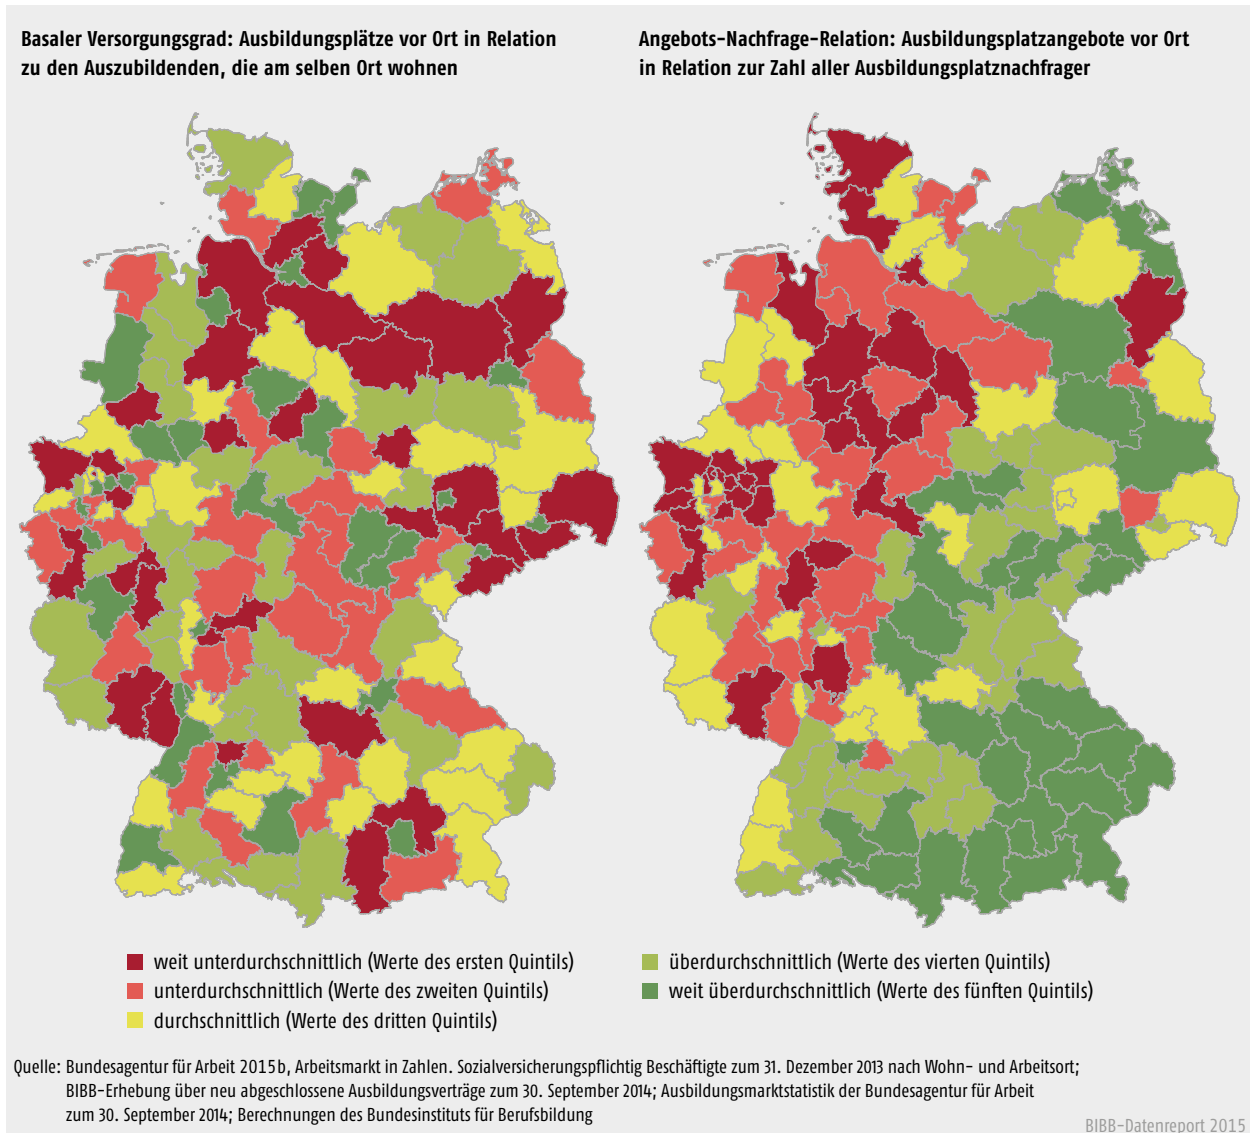 Basaler Versorgungsgrad: Ausbildungsplätze vor Ort in Relation
zu den Auszubildenden, die am selben Ort wohnen
Angebots-Nachfrage-Relation: Ausbildungsplatzangebote vor Ort
in Relation zur Zahl aller Ausbildungsplatznachfrager
weit unterdurchschnittlich (Werte des ersten Quintils)
unterdurchschnittlich (Werte des zweiten Quintils)
durchschnittlich (Werte des dritten Quintils)
überdurchschnittlich (Werte des vierten Quintils)
weit überdurchschnittlich (Werte des fünften Quintils)
Quelle: Bundesagentur für Arbeit 2015b, Arbeitsmarkt in Zahlen. Sozialversicherungspflichtig Beschäftigte zum 31. Dezember 2013 nach Wohn- und Arbeitsort;
BIBB-Erhebung über neu abgeschlossene Ausbildungsverträge zum 30. September 2014; Ausbildungsmarktstatistik der Bundesagentur für Arbeit
zum 30. September 2014; Berechnungen des Bundesinstituts für Berufsbildung
BIBB-Datenreport 2015